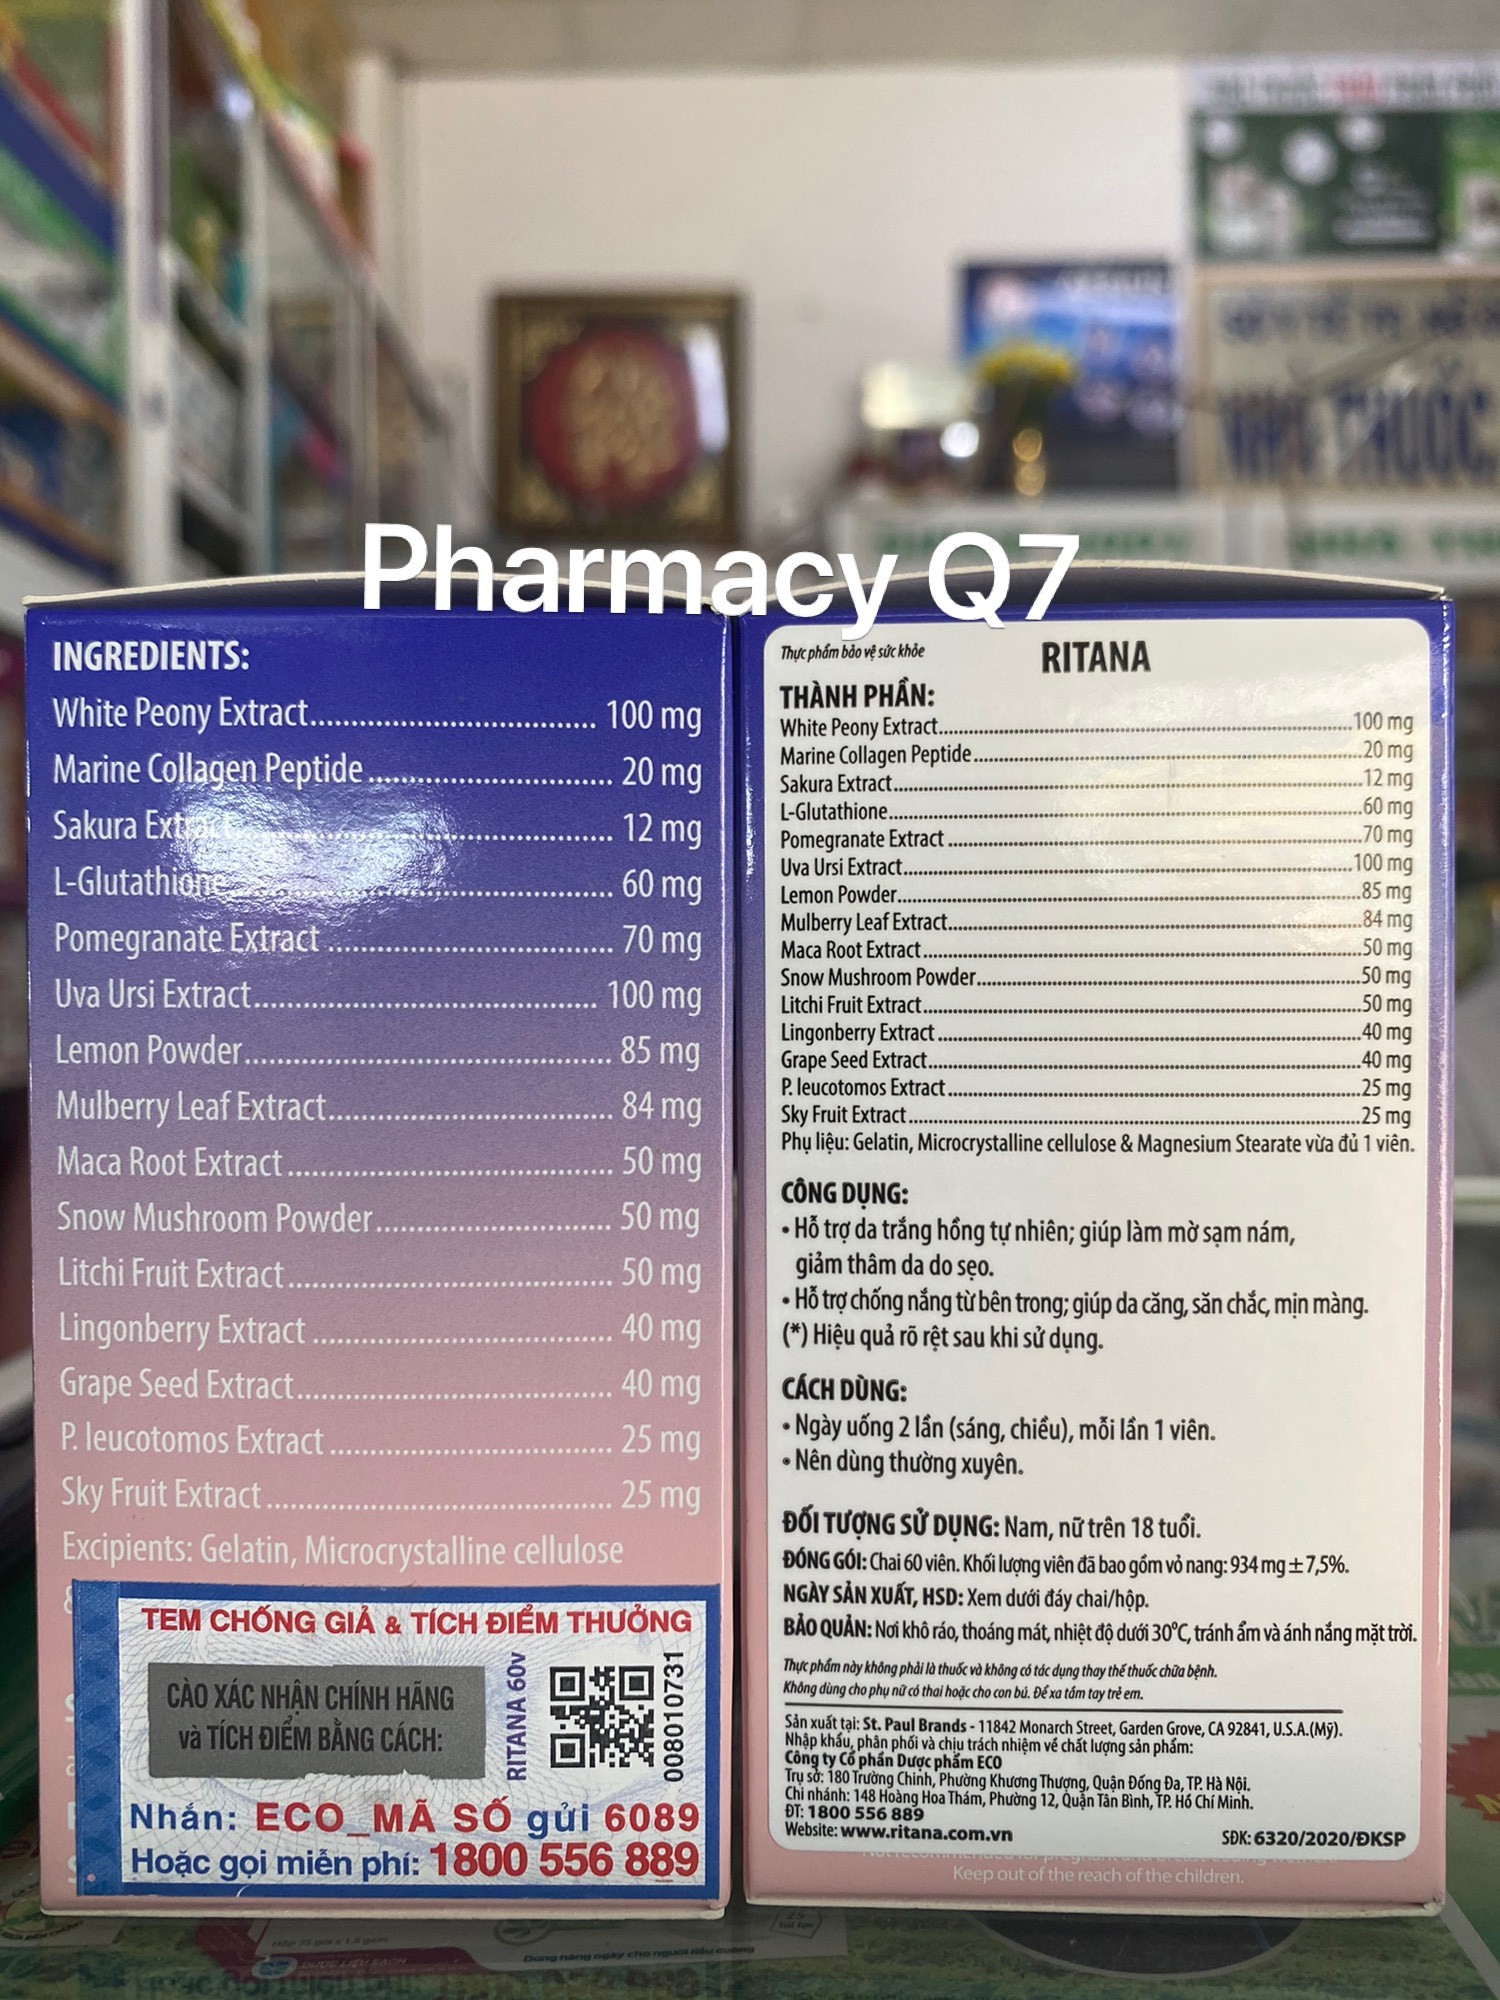 NHÀ THUỐC
Pharmacy Q7
INGREDIENTS:
White Peony Extract.................................. 100 mg
Marine Collagen Peptide............................. 20 mg
Sakura Extract............................................ 12 mg
L-Glutathione............................................. 60 mg
Pomegranate Extract.................................. 70 mg
Uva Ursi Extract......................................... 100 mg
Lemon Powder............................................ 85 mg
Mulberry Leaf Extract.................................. 84 mg
Maca Root Extract....................................... 50 mg
Snow Mushroom Powder............................ 50 mg
Litchi Fruit Extract....................................... 50 mg
Lingonberry Extract.................................... 40 mg
Grape Seed Extract...................................... 40 mg
P. leucotomos Extract.................................. 25 mg
Sky Fruit Extract.......................................... 25 mg
Excipients: Gelatin, Microcrystalline cellulose
&
TEM CHỐNG GIẢ & TÍCH ĐIỂM THƯỞNG
CÀO XÁC NHẬN CHÍNH HÃNG
và TÍCH ĐIỂM BẰNG CÁCH:
RITANA 60v
008010731
Nhắn: ECO_MÃ SỐ gửi 6089
Hoặc gọi miễn phí: 1800 556 889
Thực phẩm bảo vệ sức khỏe
RITANA
THÀNH PHẦN:
White Peony Extract..................................100 mg
Marine Collagen Peptide..................................20 mg
Sakura Extract..................................12 mg
L-Glutathione..................................60 mg
Pomegranate Extract..................................70 mg
Uva Ursi Extract..................................100 mg
Lemon Powder..................................85 mg
Mulberry Leaf Extract..................................84 mg
Maca Root Extract..................................50 mg
Snow Mushroom Powder..................................50 mg
Litchi Fruit Extract..................................50 mg
Lingonberry Extract..................................40 mg
Grape Seed Extract..................................40 mg
P. leucotomos Extract..................................25 mg
Sky Fruit Extract..................................25 mg
Phụ liệu: Gelatin, Microcrystalline cellulose & Magnesium Stearate vừa đủ 1 viên.
CÔNG DỤNG:
• Hỗ trợ da trắng hồng tự nhiên; giúp làm mờ sạm nám,
giảm thâm da do sẹo.
• Hỗ trợ chống nắng từ bên trong; giúp da căng, săn chắc, mịn màng.
(*) Hiệu quả rõ rệt sau khi sử dụng.
CÁCH DÙNG:
• Ngày uống 2 lần (sáng, chiều), mỗi lần 1 viên.
• Nên dùng thường xuyên.
ĐỐI TƯỢNG SỬ DỤNG: Nam, nữ trên 18 tuổi.
ĐÓNG GÓI: Chai 60 viên. Khối lượng viên đã bao gồm vỏ nang: 934 mg ± 7,5%.
NGÀY SẢN XUẤT, HSD: Xem dưới đáy chai/hộp.
BẢO QUẢN: Nơi khô ráo, thoáng mát, nhiệt độ dưới 30°C, tránh ẩm và ánh nắng mặt trời.
Thực phẩm này không phải là thuốc và không có tác dụng thay thế thuốc chữa bệnh.
Không dùng cho phụ nữ có thai hoặc cho con bú. Để xa tầm tay trẻ em.
Sản xuất tại: St. Paul Brands - 11842 Monarch Street, Garden Grove, CA 92841, U.S.A.(Mỹ).
Nhập khẩu, phân phối và chịu trách nhiệm về chất lượng sản phẩm:
Công ty Cổ phần Dược phẩm ECO
Trụ sở: 180 Trường Chinh, Phường Khương Thượng, Quận Đống Đa, TP. Hà Nội.
Chi nhánh: 148 Hoàng Hoa Thám, Phường 12, Quận Tân Bình, TP. Hồ Chí Minh.
ĐT: 1800 556 889
Website: www.ritana.com.vn
SĐK: 6320/2020/ĐKSP
Keep out of the reach of the children.